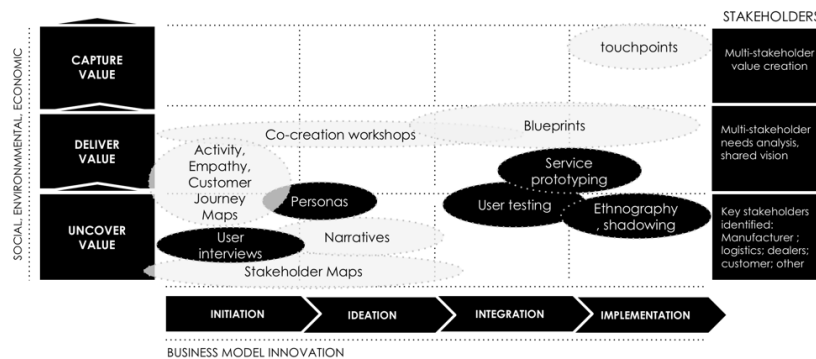 STAKEHOLDERS
SOCIAL, ENVIRONMMENTAL, ECONOMIC
CAPTURE
VALUE
touchpoints
Multi-stakeholder
value creation
DELIVER
VALUE
Co-creation workshops
Blueprints
Activity,
Empathy,
Customer
Journey
Maps
Service
prototyping
Multi-stakeholder
needs analysis,
shared vision
UNCOVER
VALUE
Personas
User testing
Ethnography
, shadowing
User
interviews
Narratives
Stakeholder Maps
Key stakeholders
identified:
Manufacturer ;
logistics; dealers;
customer; other
INITIATION
IDEATION
INTEGRATION
IMPLEMENTATION
BUSINESS MODEL INNOVATION